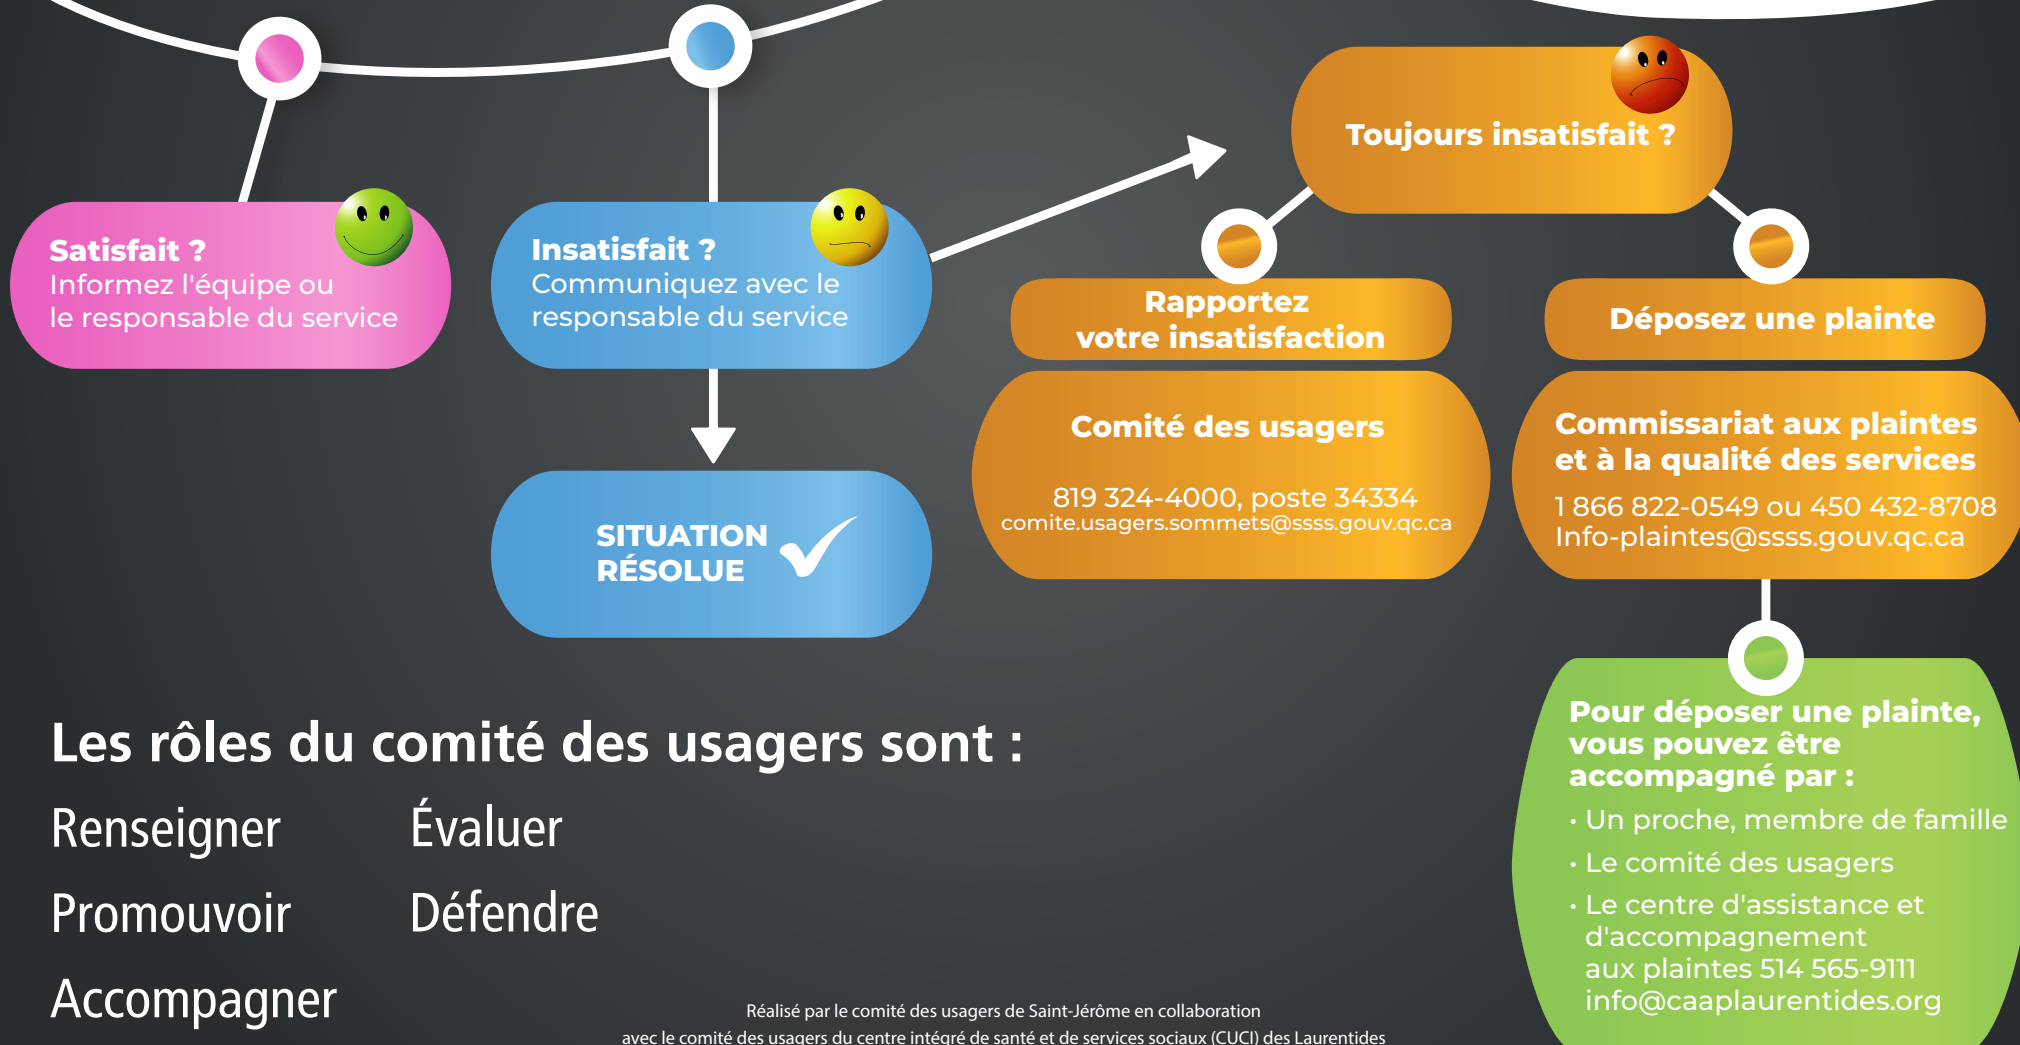 Satisfait ?
Informez l'équipe ou
le responsable du service
Insatisfait ?
Communiquez avec le
responsable du service
SITUATION
RÉSOLUE
Toujours insatisfait ?
Rapportez
votre insatisfaction
Comité des usagers
819 324-4000, poste 34334
comite.usagers.sommets@ssss.gouv.qc.ca
Déposez une plainte
Commissariat aux plaintes
et à la qualité des services
1 866 822-0549 ou 450 432-8708
Info-plaintes@ssss.gouv.qc.ca
Pour déposer une plainte,
vous pouvez être
accompagné par :
• Un proche, membre de famille
• Le comité des usagers
• Le centre d'assistance et
d'accompagnement
aux plaintes 514 565-9111
info@caaplaurentides.org
Les rôles du comité des usagers sont :
Renseigner
Promouvoir
Accompagner
Évaluer
Défendre
Réalisé par le comité des usagers de Saint-Jérôme en collaboration
avec le comité des usagers du centre intégré de santé et de services sociaux (CUCI) des Laurentides